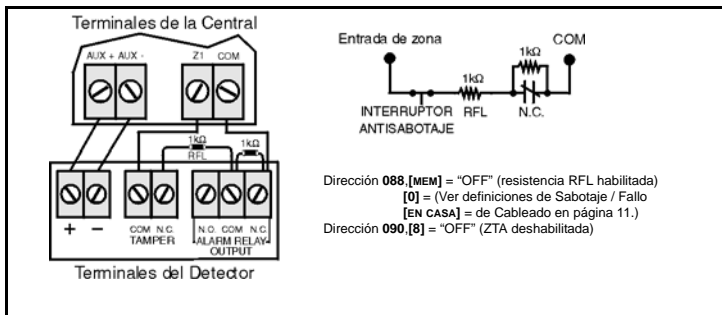 Terminales de la Central
AUX + AUX -
Z1 COM
1kΩ
RFL
1kΩ
+ -
COM N.C.
TAMPER
N.O. COM N.C.
ALARM RELAY
OUTPUT
Terminales del Detector
Entrada de zona
COM
1kΩ
1kΩ
INTERRUPTOR
ANTISABOTAJE
RFL
N.C.
Dirección 088,[MEM] = “OFF” (resistencia RFL habilitada)
[0] = (Ver definiciones de Sabotaje / Fallo
[EN CASA] = de Cableado en página 11.)
Dirección 090,[8] = “OFF” (ZTA deshabilitada)